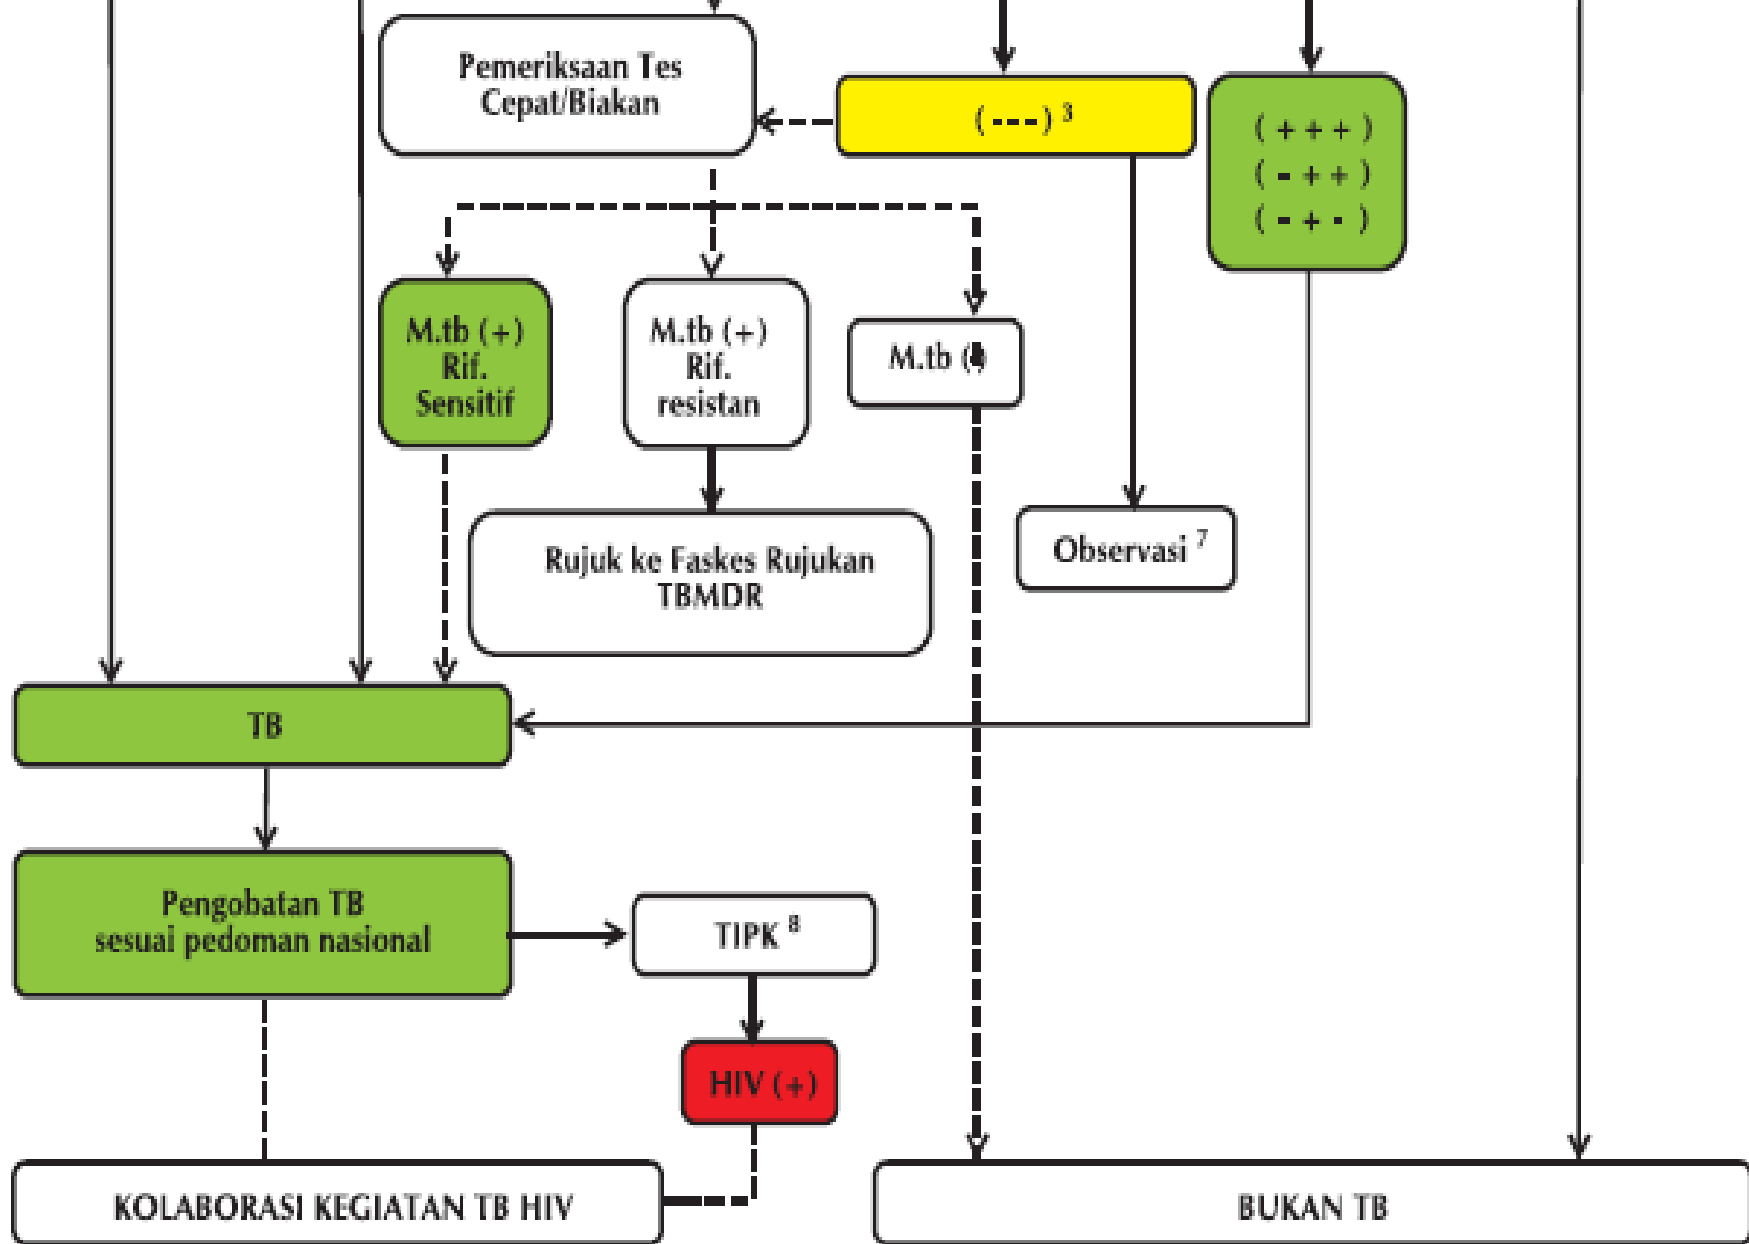 Pemeriksaan Tes
Cepat/Biakan
(---) 3
( + + + )
( - + + )
( - + - )
M.tb (+)
Rif.
Sensitif
M.tb (+)
Rif.
resistan
M.tb
Rujuk ke Faskes Rujukan
TBMDR
Observasi 7
TB
Pengobatan TB
sesuai pedoman nasional
TIPK 8
HIV (+)
KOLABORASI KEGIATAN TB HIV
BUKAN TB